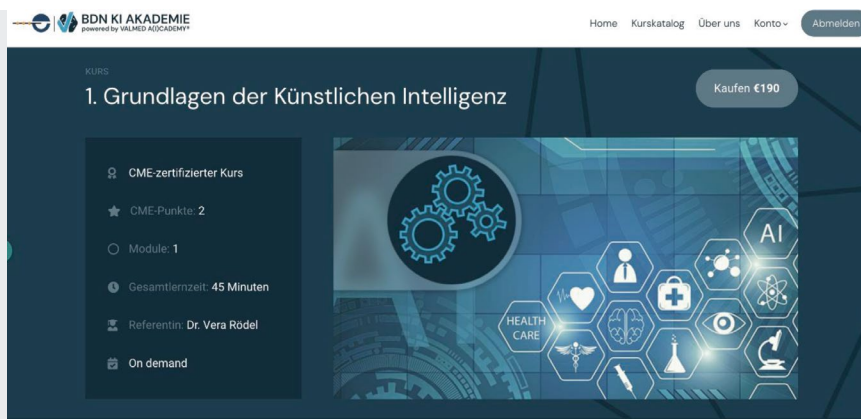 BDN KI AKADEMIE
powered by VALMED A(I)CADEMY®
Home Kurskatalog Über uns Konto Abmelden
KURS
1. Grundlagen der Künstlichen Intelligenz
Kaufen €190
CME-zertifizierter Kurs
CME-Punkte: 2
Module: 1
Gesamtlernzeit: 45 Minuten
Referentin: Dr. Vera Rödel
On demand
AI
HEALTH
CARE